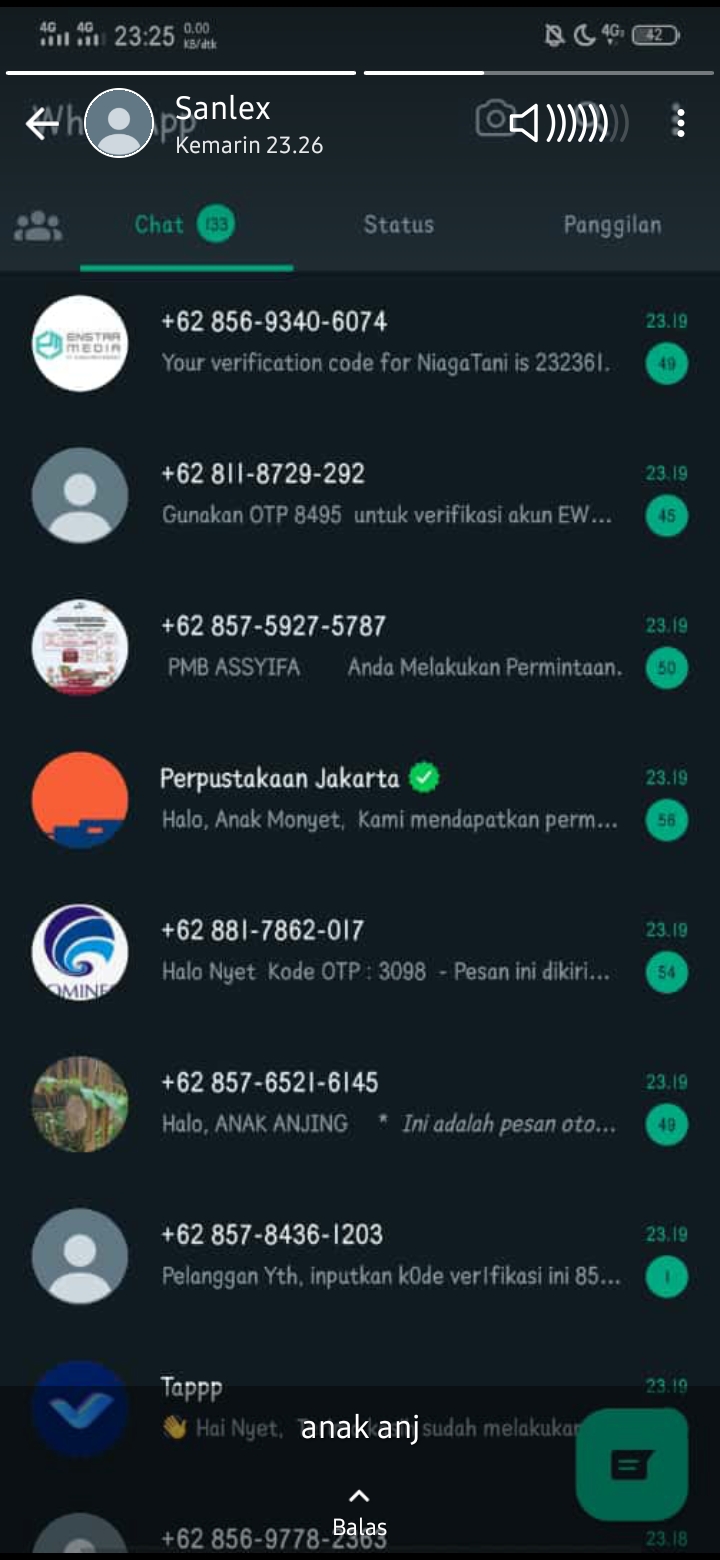 4G 4G 23:25 0.00 KB/dtk 4G 42
WhatsApp
Sanlex
Kemarin 23.26
Chat 133 Status Panggilan
ENSTAR MEDIA
+62 856-9340-6074 23.19
Your verification code for NiagaTani is 232361. 49
+62 811-8729-292 23.19
Gunakan OTP 8495 untuk verifikasi akun EW... 45
+62 857-5927-5787 23.19
PMB ASSYIFA Anda Melakukan Permintaan. 50
Perpustakaan Jakarta 23.19
Halo, Anak Monyet, Kami mendapatkan perm... 56
+62 881-7862-017 23.19
Halo Nyet Kode OTP : 3098 - Pesan ini dikiri... 54
OMINF
+62 857-6521-6145 23.19
Halo, ANAK ANJING * Ini adalah pesan oto... 49
+62 857-8436-1203 23.19
Pelanggan Yth, inputkan k0de ver1fikasi ini 85... 1
Tappp 23.19
👋 Hai Nyet, sudah melakukan
anak anj
Balas
+62 856-9778-2363 23.18